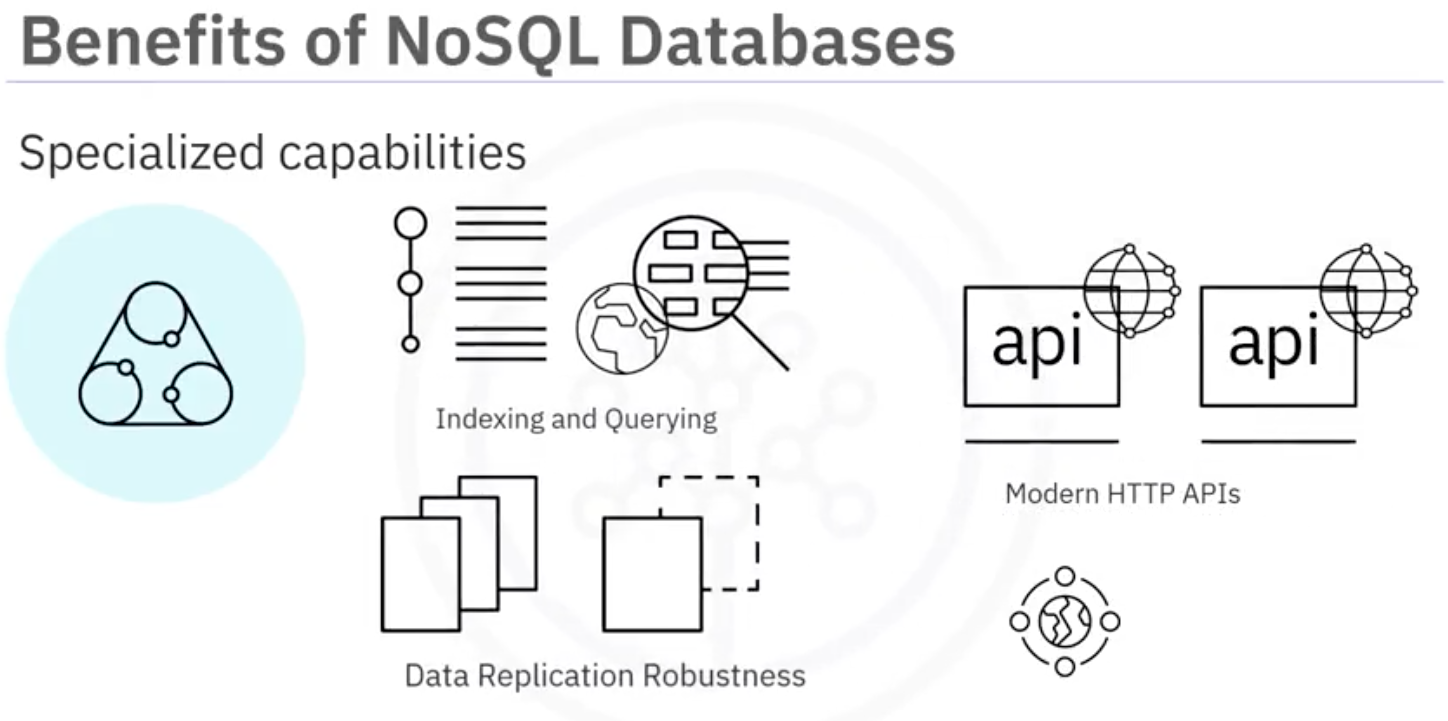 Benefits of NoSQL Databases
Specialized capabilities
Indexing and Querying
Data Replication Robustness
api
api
Modern HTTP APIs